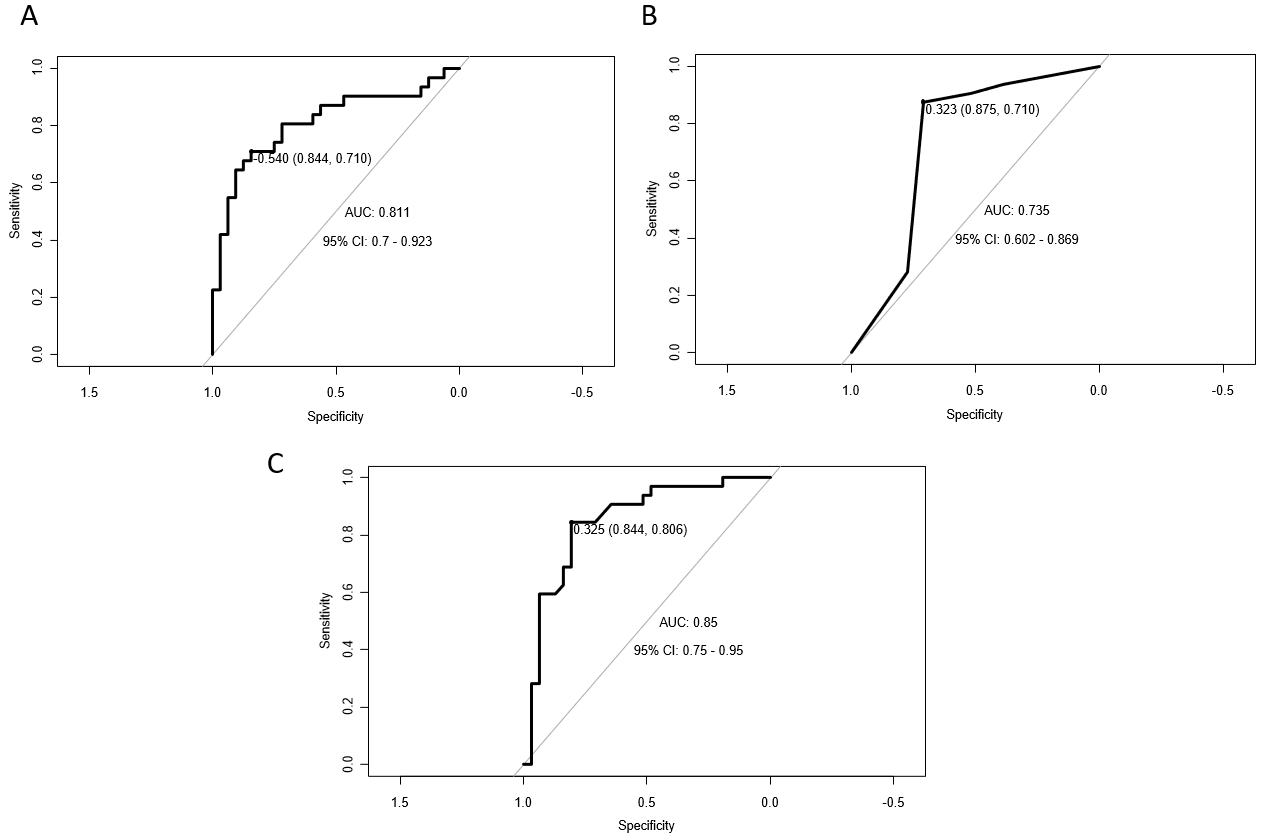 A
1.0
0.8
0.6
0.4
0.2
0.0
Sensitivity
-0.540 (0.844, 0.710)
AUC: 0.811
95% CI: 0.7 - 0.923
1.5 1.0 0.5 0.0 -0.5
Specificity
B
1.0
0.8
0.6
0.4
0.2
0.0
Sensitivity
0.323 (0.875, 0.710)
AUC: 0.735
95% CI: 0.602 - 0.869
1.5 1.0 0.5 0.0 -0.5
Specificity
C
1.0
0.8
0.6
0.4
0.2
0.0
Sensitivity
0.325 (0.844, 0.806)
AUC: 0.85
95% CI: 0.75 - 0.95
1.5 1.0 0.5 0.0 -0.5
Specificity